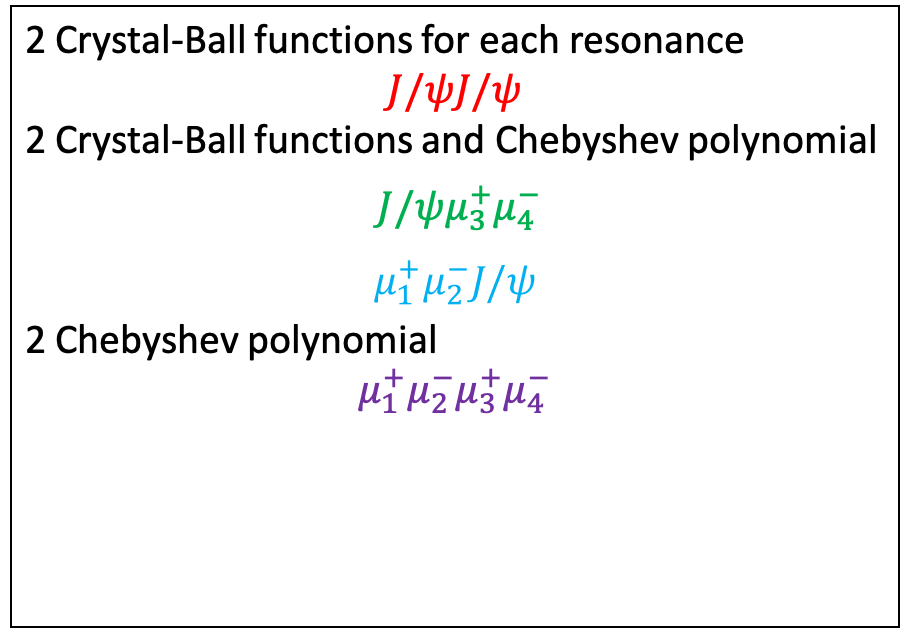 2 Crystal-Ball functions for each resonance
J/ψJ/ψ
2 Crystal-Ball functions and Chebyshev polynomial
J/ψμ₃⁺μ₄⁻
μ₁⁺μ₂⁻J/ψ
2 Chebyshev polynomial
μ₁⁺μ₂⁻μ₃⁺μ₄⁻